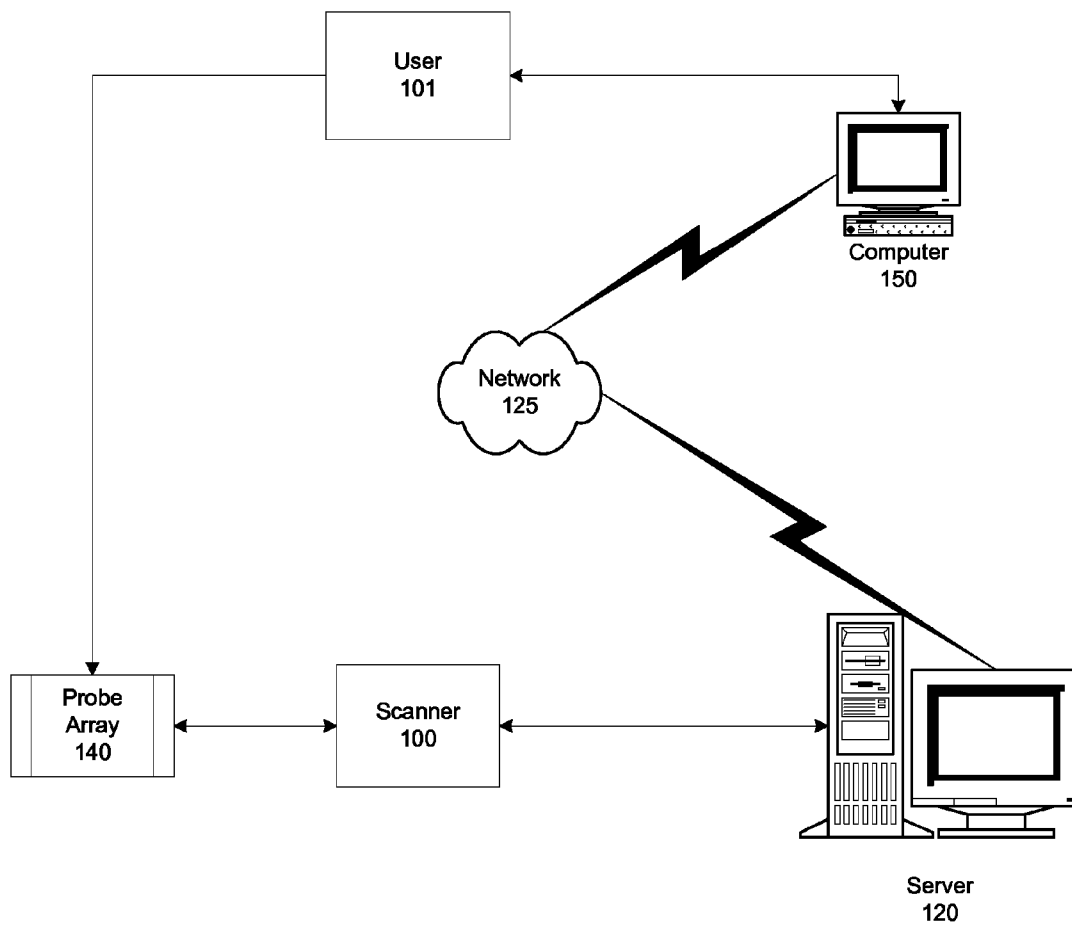 User
101
Computer
150
Network
125
Probe
Array
140
Scanner
100
Server
120